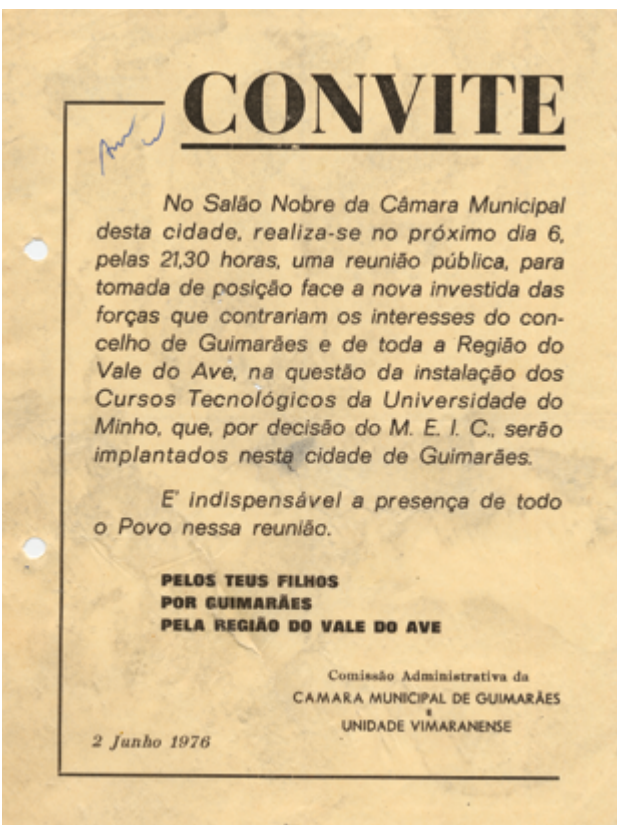 CONVITE
No Salão Nobre da Câmara Municipal
desta cidade, realiza-se no próximo dia 6,
pelas 21,30 horas, uma reunião pública, para
tomada de posição face a nova investida das
forças que contrariam os interesses do con-
celho de Guimarães e de toda a Região do
Vale do Ave, na questão da instalação dos
Cursos Tecnológicos da Universidade do
Minho, que, por decisão do M. E. I. C., serão
implantados nesta cidade de Guimarães.
E' indispensável a presença de todo
o Povo nessa reunião.
PELOS TEUS FILHOS
POR GUIMARÃES
PELA REGIÃO DO VALE DO AVE
Comissão Administrativa da
CAMARA MUNICIPAL DE GUIMARÃES
E
UNIDADE VIMARANENSE
2 Junho 1976